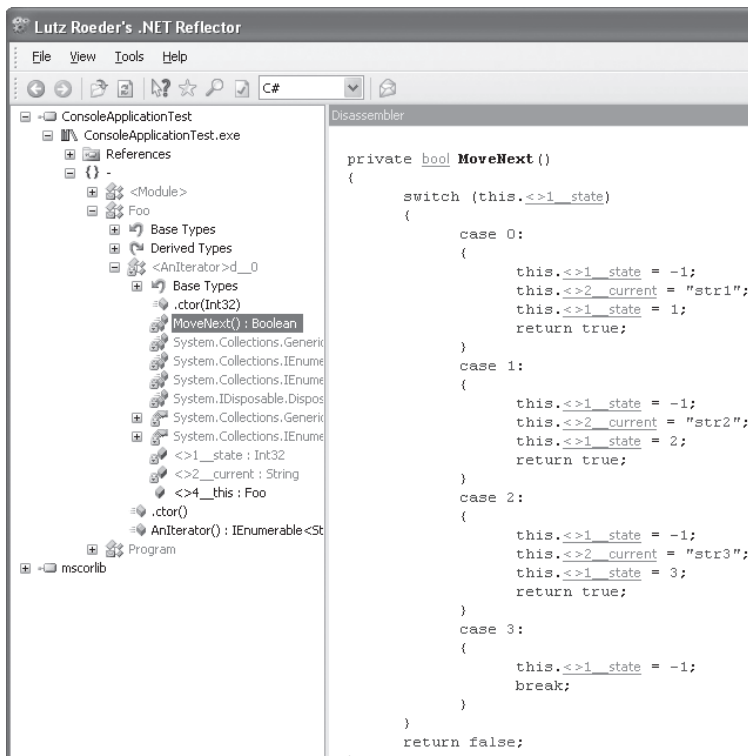 Lutz Roeder's .NET Reflector
File View Tools Help
C#
ConsoleApplicationTest
ConsoleApplicationTest.exe
References
{} -
<Module>
Foo
Base Types
Derived Types
<AnIterator>d__0
Base Types
.ctor(Int32)
MoveNext() : Boolean
System.Collections.Generic
System.Collections.IEnume
System.Collections.IEnume
System.IDisposable.Dispos
System.Collections.Generic
System.Collections.IEnume
<>1__state : Int32
<>2__current : String
<>4__this : Foo
.ctor()
AnIterator() : IEnumerable<St
Program
mscorlib
Disassembler
private bool MoveNext()
{
switch (this.<>1__state)
{
case 0:
{
this.<>1__state = -1;
this.<>2__current = "str1";
this.<>1__state = 1;
return true;
}
case 1:
{
this.<>1__state = -1;
this.<>2__current = "str2";
this.<>1__state = 2;
return true;
}
case 2:
{
this.<>1__state = -1;
this.<>2__current = "str3";
this.<>1__state = 3;
return true;
}
case 3:
{
this.<>1__state = -1;
break;
}
}
return false;